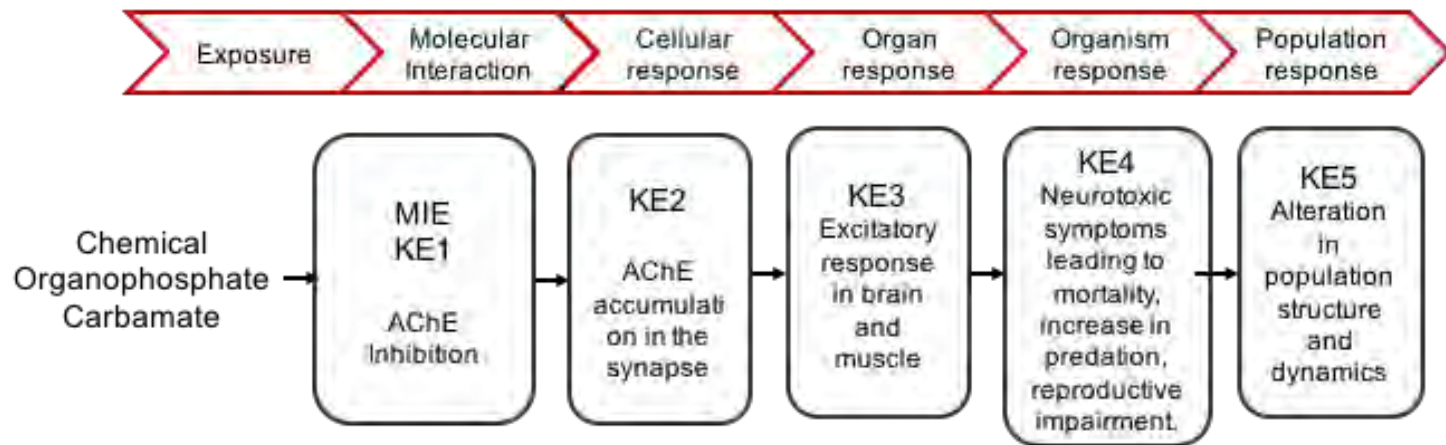 Exposure
Molecular
Interaction
Cellular
response
Organ
response
Organism
response
Population
response
Chemical
Organophosphate
Carbamate
MIE
KE1
AChE
Inhibition
KE2
AChE
accumulati
on in the
synapse
KE3
Excitatory
response
in brain
and
muscle
KE4
Neurotoxic
symptoms
leading to
mortality,
increase in
predation,
reproductive
impairment.
KE5
Alteration
in
population
structure
and
dynamics